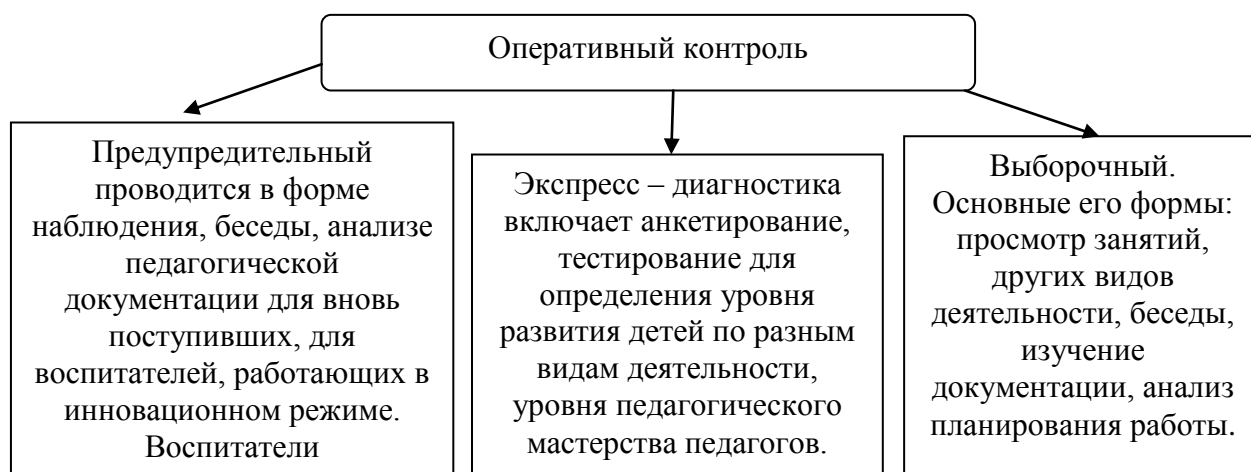 Оперативный контроль
Предупредительный
проводится в форме
наблюдения, беседы, анализе
педагогической
документации для вновь
поступивших, для
воспитателей, работающих в
инновационном режиме.
Воспитатели
Экспресс – диагностика
включает анкетирование,
тестирование для
определения уровня
развития детей по разным
видам деятельности,
уровня педагогического
мастерства педагогов.
Выборочный.
Основные его формы:
просмотр занятий,
других видов
деятельности, беседы,
изучение
документации, анализ
планирования работы.